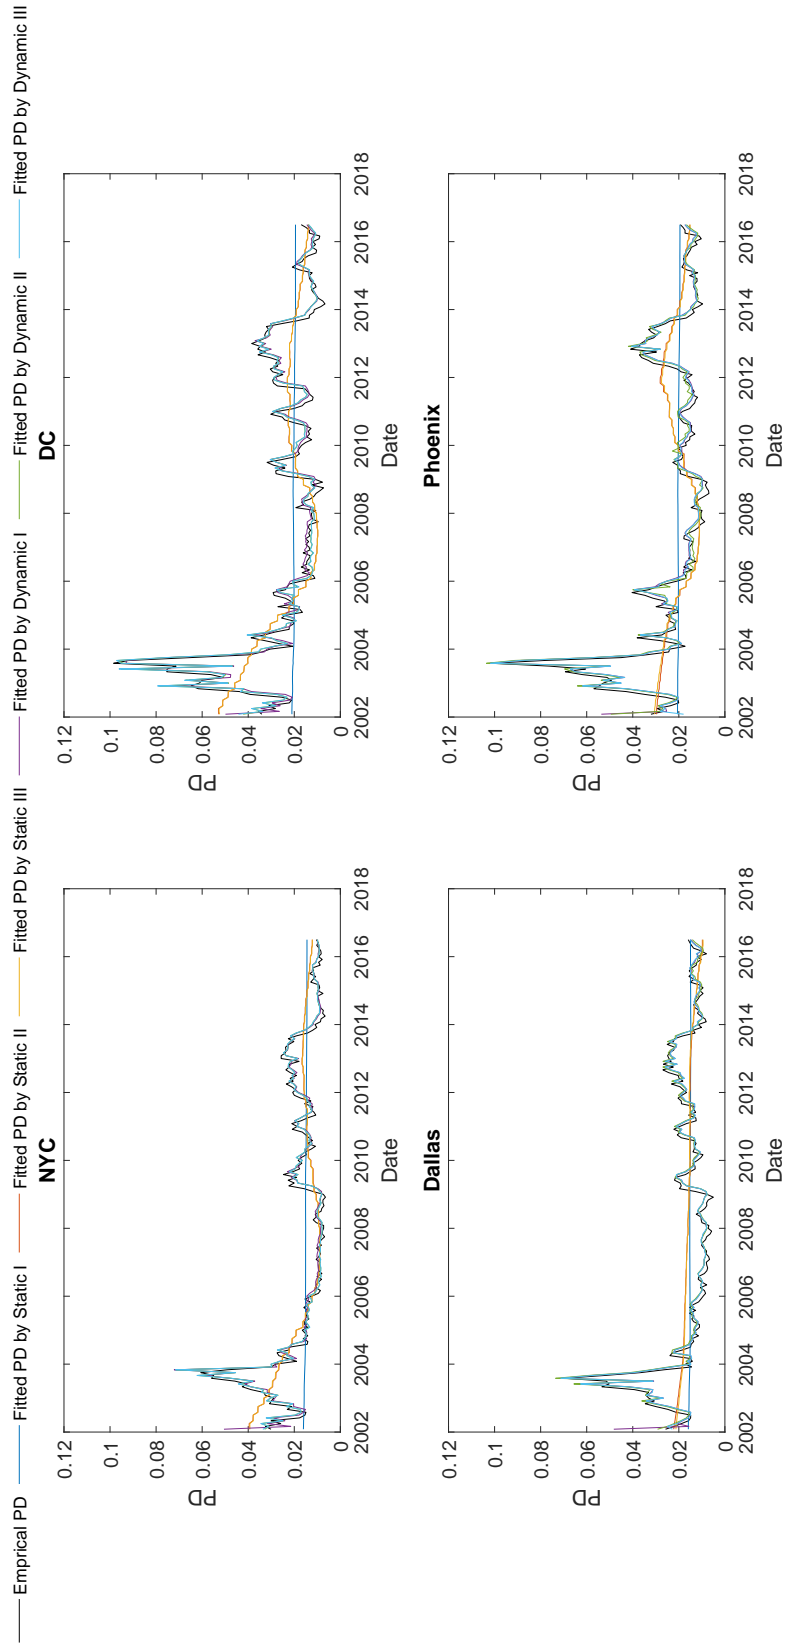 Emprical PD
Fitted PD by Static I
Fitted PD by Static II
Fitted PD by Static III
Fitted PD by Dynamic I
Fitted PD by Dynamic II
Fitted PD by Dynamic III
NYC
0.12
0.1
0.08
0.06
0.04
0.02
0
PD
2002 2004 2006 2008 2010 2012 2014 2016 2018
Date
DC
0.12
0.1
0.08
0.06
0.04
0.02
0
PD
2002 2004 2006 2008 2010 2012 2014 2016 2018
Date
Dallas
0.12
0.1
0.08
0.06
0.04
0.02
0
PD
2002 2004 2006 2008 2010 2012 2014 2016 2018
Date
Phoenix
0.12
0.1
0.08
0.06
0.04
0.02
0
PD
2002 2004 2006 2008 2010 2012 2014 2016 2018
Date